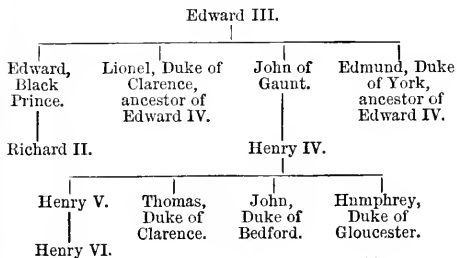 Edward III.
Edward, Lionel, Duke of John of Edmund, Duke
Black Clarence, Gaunt. of York,
Prince. ancestor of ancestor of
Edward IV. Edward IV.
Richard II. Henry IV.
Henry V. Thomas, John, Humphrey,
Duke of Duke of Duke of
Clarence. Bedford. Gloucester.
Henry VI.